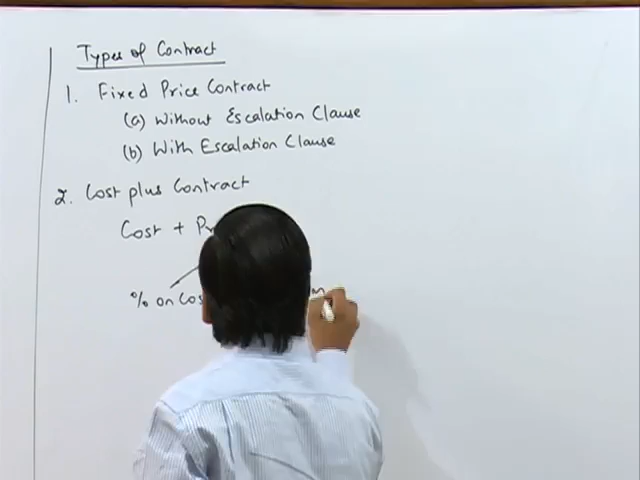 Types of Contract
1. Fixed Price Contract
(a) Without Escalation Clause
(b) With Escalation Clause
2. Cost plus Contract
Cost +
% on